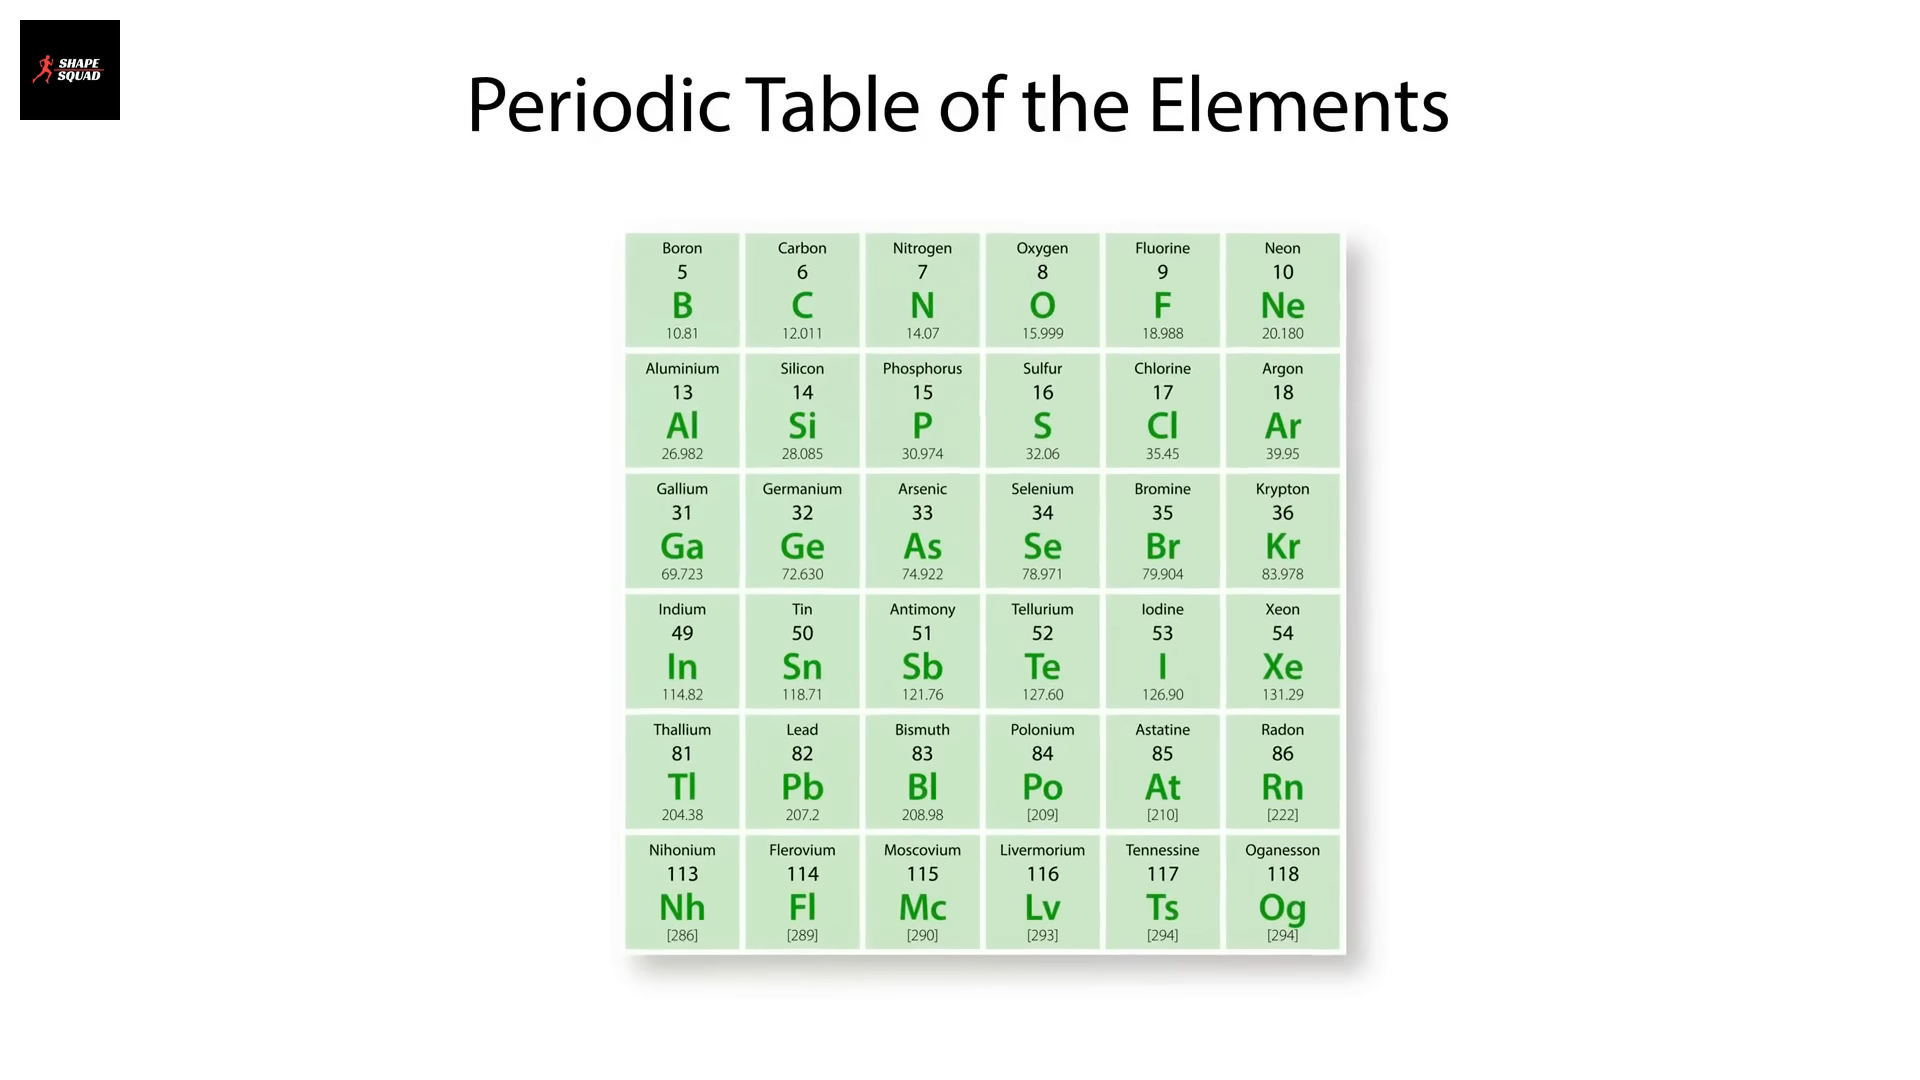 SHAPE
SQUAD
Periodic Table of the Elements
Boron Carbon Nitrogen Oxygen Fluorine Neon
5 6 7 8 9 10
B C N O F Ne
10.81 12.011 14.07 15.999 18.988 20.180
Aluminium Silicon Phosphorus Sulfur Chlorine Argon
13 14 15 16 17 18
Al Si P S Cl Ar
26.982 28.085 30.974 32.06 35.45 39.95
Gallium Germanium Arsenic Selenium Bromine Krypton
31 32 33 34 35 36
Ga Ge As Se Br Kr
69.723 72.630 74.922 78.971 79.904 83.978
Indium Tin Antimony Tellurium Iodine Xeon
49 50 51 52 53 54
In Sn Sb Te I Xe
114.82 118.71 121.76 127.60 126.90 131.29
Thallium Lead Bismuth Polonium Astatine Radon
81 82 83 84 85 86
Tl Pb Bl Po At Rn
204.38 207.2 208.98 [209] [210] [222]
Nihonium Flerovium Moscovium Livermorium Tennessine Oganesson
113 114 115 116 117 118
Nh Fl Mc Lv Ts Og
[286] [289] [290] [293] [294] [294]